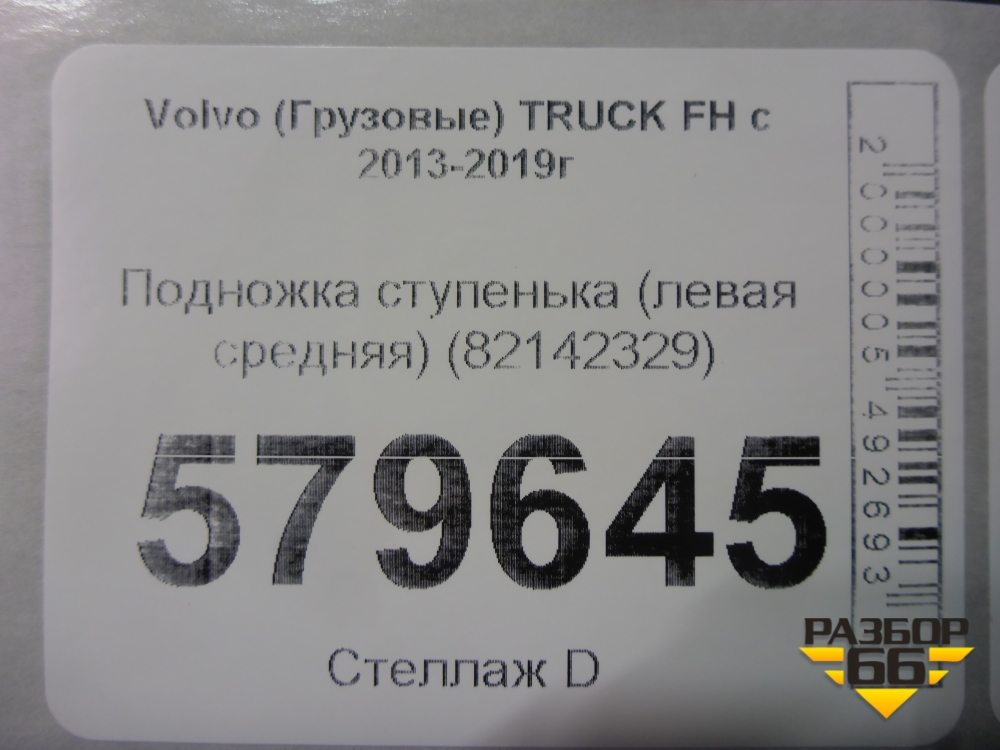 Volvo (Грузовые) TRUCK FH с
2013-2019г
Подножка ступенька (левая
средняя) (82142329)
579645
Стеллаж D
2000005492693
РАЗБОР
66